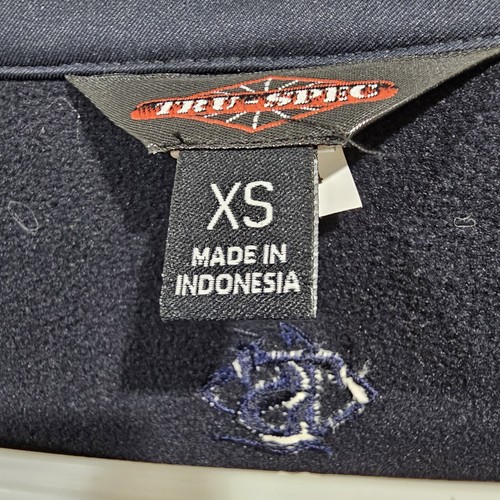 TRU-SPEC
XS
MADE IN
INDONESIA